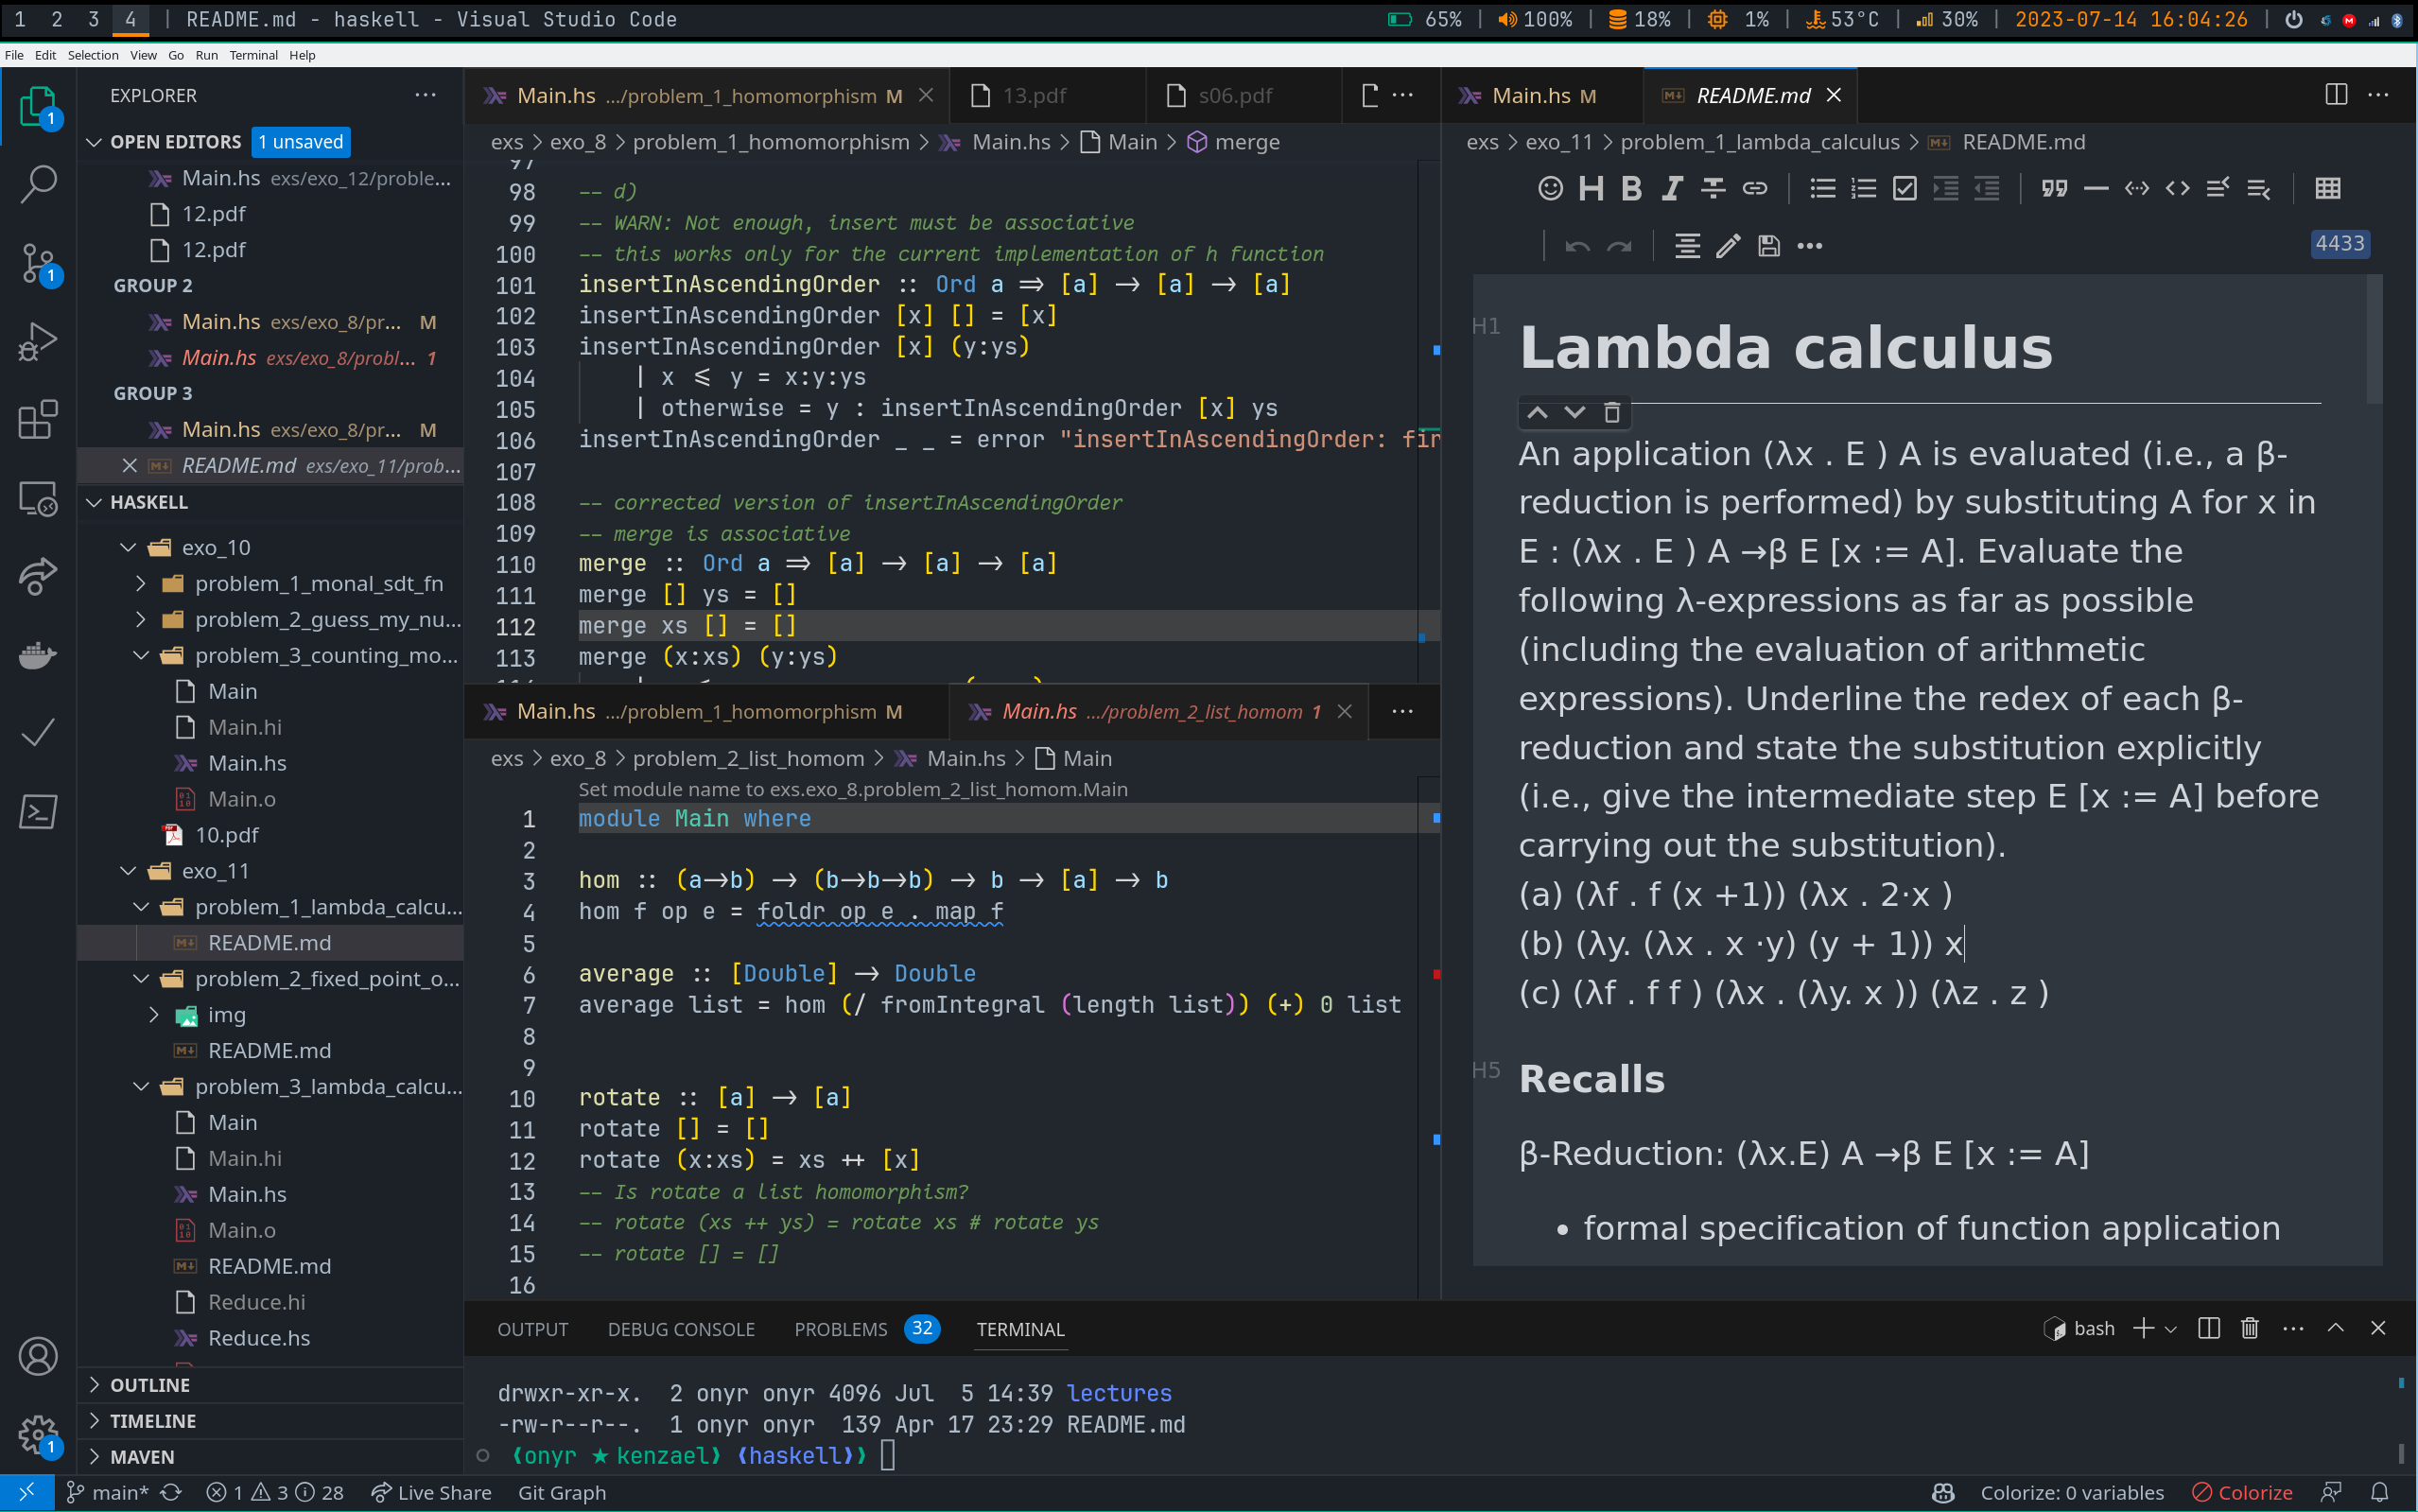 1 2 3 4 | README.md - haskell - Visual Studio Code
65% | 100% | 18% | 1% | 53°C | 30% | 2023-07-14 16:04:26 |
File Edit Selection View Go Run Terminal Help
EXPLORER ···
OPEN EDITORS 1 unsaved
Main.hs exs/exo_12/proble...
12.pdf
12.pdf
GROUP 2
Main.hs exs/exo_8/pr... M
Main.hs exs/exo_8/probl... 1
GROUP 3
Main.hs exs/exo_8/pr... M
README.md exs/exo_11/prob...
HASKELL
exo_10
problem_1_monal_sdt_fn
problem_2_guess_my_nu...
problem_3_counting_mo...
Main
Main.hi
Main.hs
Main.o
10.pdf
exo_11
problem_1_lambda_calcu...
README.md
problem_2_fixed_point_o...
img
README.md
problem_3_lambda_calcu...
Main
Main.hi
Main.hs
Main.o
README.md
Reduce.hi
Reduce.hs
OUTLINE
TIMELINE
MAVEN
1
1
1
Main.hs .../problem_1_homomorphism M
13.pdf
s06.pdf
exs > exo_8 > problem_1_homomorphism > Main.hs > Main > merge
97
98 -- d)
99 -- WARN: Not enough, insert must be associative
100 -- this works only for the current implementation of h function
101 insertInAscendingOrder :: Ord a => [a] -> [a] -> [a]
102 insertInAscendingOrder [x] [] = [x]
103 insertInAscendingOrder [x] (y:ys)
104 | x <= y = x:y:ys
105 | otherwise = y : insertInAscendingOrder [x] ys
106 insertInAscendingOrder _ _ = error "insertInAscendingOrder: fir
107
108 -- corrected version of insertInAscendingOrder
109 -- merge is associative
110 merge :: Ord a => [a] -> [a] -> [a]
111 merge [] ys = []
112 merge xs [] = []
113 merge (x:xs) (y:ys)
Main.hs .../problem_1_homomorphism M
Main.hs .../problem_2_list_homom 1
exs > exo_8 > problem_2_list_homom > Main.hs > Main
Set module name to exs.exo_8.problem_2_list_hom.Main
1 module Main where
2
3 hom :: (a->b) -> (b->b->b) -> b -> [a] -> b
4 hom f op e = foldr op e . map f
5
6 average :: [Double] -> Double
7 average list = hom (/ fromIntegral (length list)) (+) 0 list
8
9
10 rotate :: [a] -> [a]
11 rotate [] = []
12 rotate (x:xs) = xs ++ [x]
13 -- Is rotate a list homomorphism?
14 -- rotate (xs ++ ys) = rotate xs # rotate ys
15 -- rotate [] = []
16
Main.hs M
README.md
exs > exo_11 > problem_1_lambda_calculus > README.md
H B I
4433
H1
Lambda calculus
An application (λx . E ) A is evaluated (i.e., a β-
reduction is performed) by substituting A for x in
E : (λx . E ) A →β E [x := A]. Evaluate the
following λ-expressions as far as possible
(including the evaluation of arithmetic
expressions). Underline the redex of each β-
reduction and state the substitution explicitly
(i.e., give the intermediate step E [x := A] before
carrying out the substitution).
(a) (λf . f (x +1)) (λx . 2·x )
(b) (λy. (λx . x ·y) (y + 1)) x
(c) (λf . f f ) (λx . (λy. x )) (λz . z )
H5
Recalls
β-Reduction: (λx.E) A →β E [x := A]
• formal specification of function application
OUTPUT DEBUG CONSOLE PROBLEMS 32 TERMINAL
bash
drwxr-xr-x. 2 onyr onyr 4096 Jul 5 14:39 lectures
-rw-r--r--. 1 onyr onyr 139 Apr 17 23:29 README.md
(onyr ★ kenzael) (haskell))
main* 1 3 28 Live Share Git Graph
Colorize: 0 variables Colorize